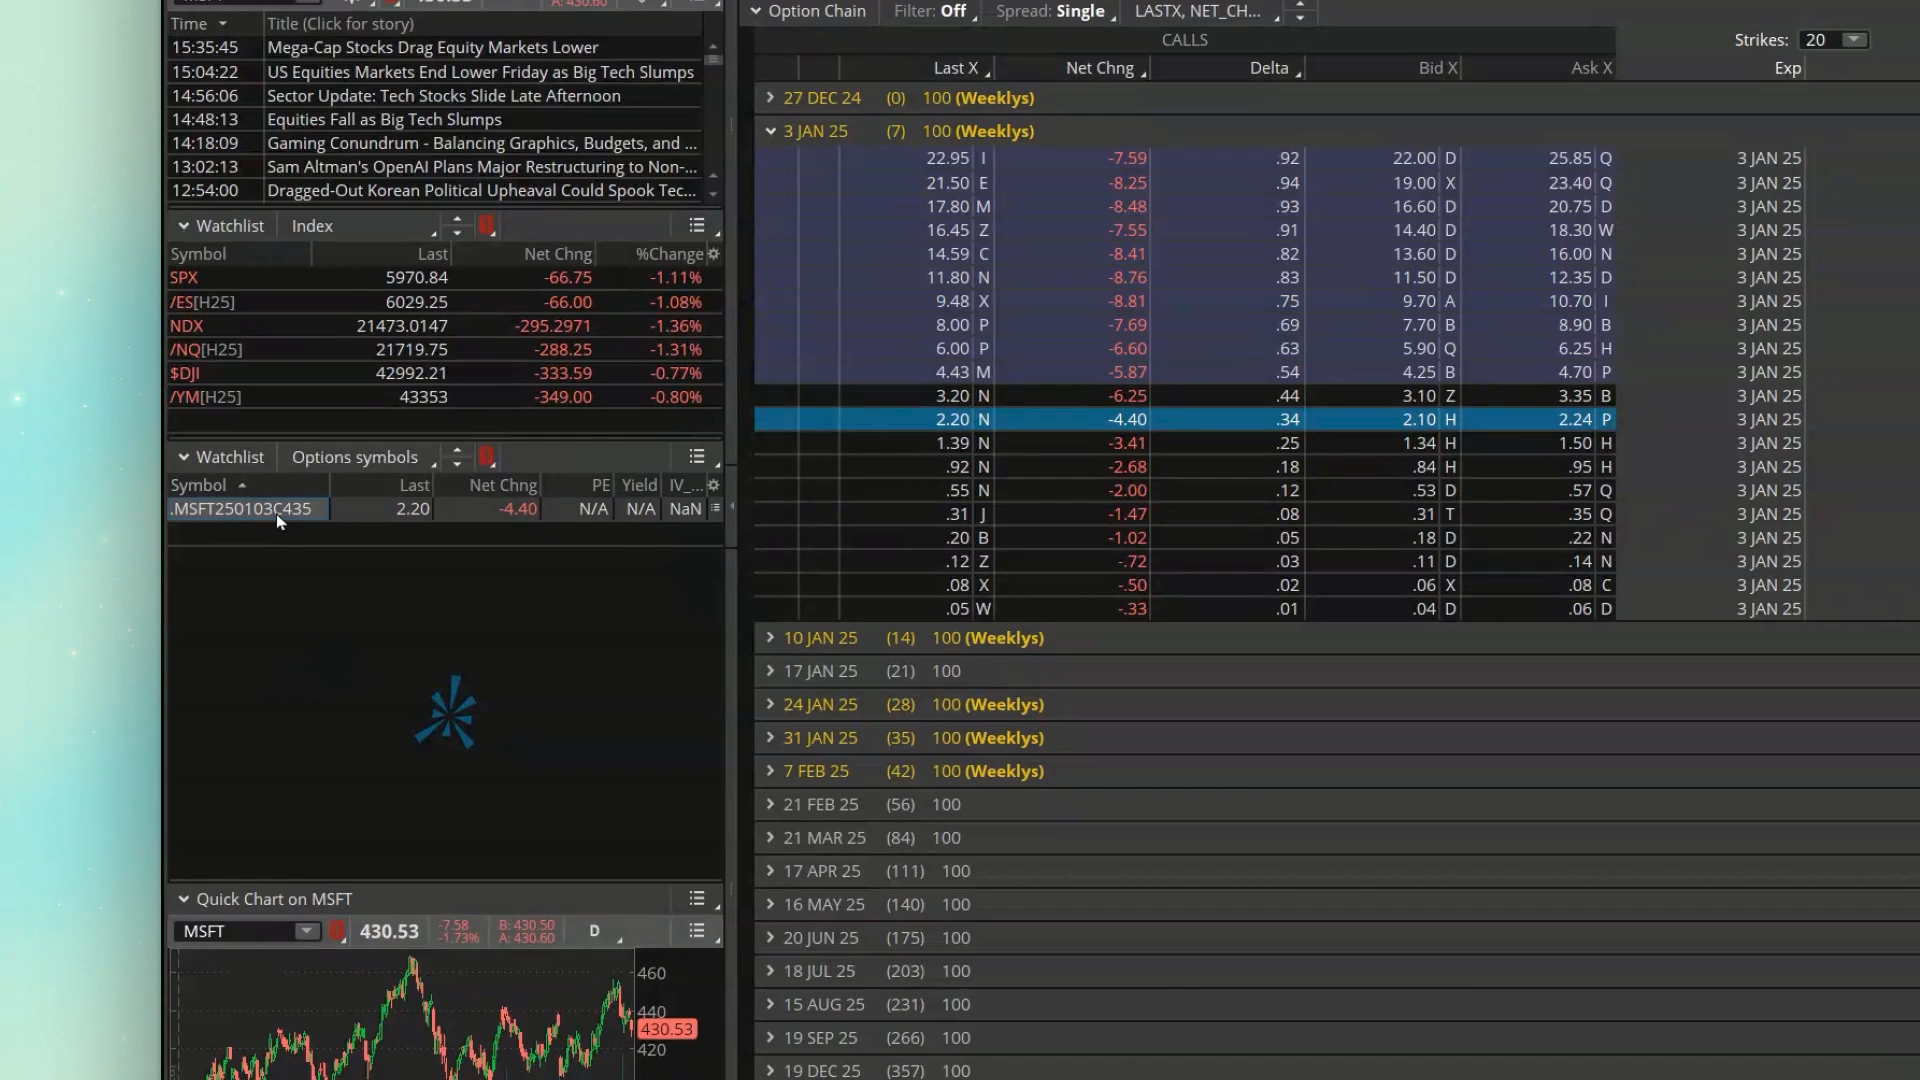 Time Title (Click for story)
15:35:45 Mega-Cap Stocks Drag Equity Markets Lower
15:04:22 US Equities Markets End Lower Friday as Big Tech Slumps
14:56:06 Sector Update: Tech Stocks Slide Late Afternoon
14:48:13 Equities Fall as Big Tech Slumps
14:18:09 Gaming Conundrum - Balancing Graphics, Budgets, and ...
13:02:13 Sam Altman's OpenAI Plans Major Restructuring to Non-...
12:54:00 Dragged-Out Korean Political Upheaval Could Spook Tec...
Watchlist Index
Symbol Last Net Chng %Change
SPX 5970.84 -66.75 -1.11%
/ES[H25] 6029.25 -66.00 -1.08%
NDX 21473.0147 -295.2971 -1.36%
/NQ[H25] 21719.75 -288.25 -1.31%
$DJI 42992.21 -333.59 -0.77%
/YM[H25] 43353 -349.00 -0.80%
Watchlist Options symbols
Symbol Last Net Chng PE Yield IV_...
.MSFT250103C435 2.20 -4.40 N/A N/A NaN
Quick Chart on MSFT
MSFT 430.53 -7.58 -1.73% B: 430.50 A: 430.60 D
460
440
430.53
420
Option Chain Filter: Off Spread: Single LASTX, NET_CH...
CALLS Strikes: 20
Last X Net Chng Delta Bid X Ask X Exp
27 DEC 24 (0) 100 (Weeklys)
3 JAN 25 (7) 100 (Weeklys)
22.95 I -7.59 .92 22.00 D 25.85 Q 3 JAN 25
21.50 E -8.25 .94 19.00 X 23.40 Q 3 JAN 25
17.80 M -8.48 .93 16.60 D 20.75 D 3 JAN 25
16.45 Z -7.55 .91 14.40 D 18.30 W 3 JAN 25
14.59 C -8.41 .82 13.60 D 16.00 N 3 JAN 25
11.80 N -8.76 .83 11.50 D 12.35 D 3 JAN 25
9.48 X -8.81 .75 9.70 A 10.70 I 3 JAN 25
8.00 P -7.69 .69 7.70 B 8.90 B 3 JAN 25
6.00 P -6.60 .63 5.90 Q 6.25 H 3 JAN 25
4.43 M -5.87 .54 4.25 B 4.70 P 3 JAN 25
3.20 N -6.25 .44 3.10 Z 3.35 B 3 JAN 25
2.20 N -4.40 .34 2.10 H 2.24 P 3 JAN 25
1.39 N -3.41 .25 1.34 H 1.50 H 3 JAN 25
.92 N -2.68 .18 .84 H .95 H 3 JAN 25
.55 N -2.00 .12 .53 D .57 Q 3 JAN 25
.31 J -1.47 .08 .31 T .35 Q 3 JAN 25
.20 B -1.02 .05 .18 D .22 N 3 JAN 25
.12 Z -.72 .03 .11 D .14 N 3 JAN 25
.08 X -.50 .02 .06 X .08 C 3 JAN 25
.05 W -.33 .01 .04 D .06 D 3 JAN 25
10 JAN 25 (14) 100 (Weeklys)
17 JAN 25 (21) 100
24 JAN 25 (28) 100 (Weeklys)
31 JAN 25 (35) 100 (Weeklys)
7 FEB 25 (42) 100 (Weeklys)
21 FEB 25 (56) 100
21 MAR 25 (84) 100
17 APR 25 (111) 100
16 MAY 25 (140) 100
20 JUN 25 (175) 100
18 JUL 25 (203) 100
15 AUG 25 (231) 100
19 SEP 25 (266) 100
19 DEC 25 (357) 100